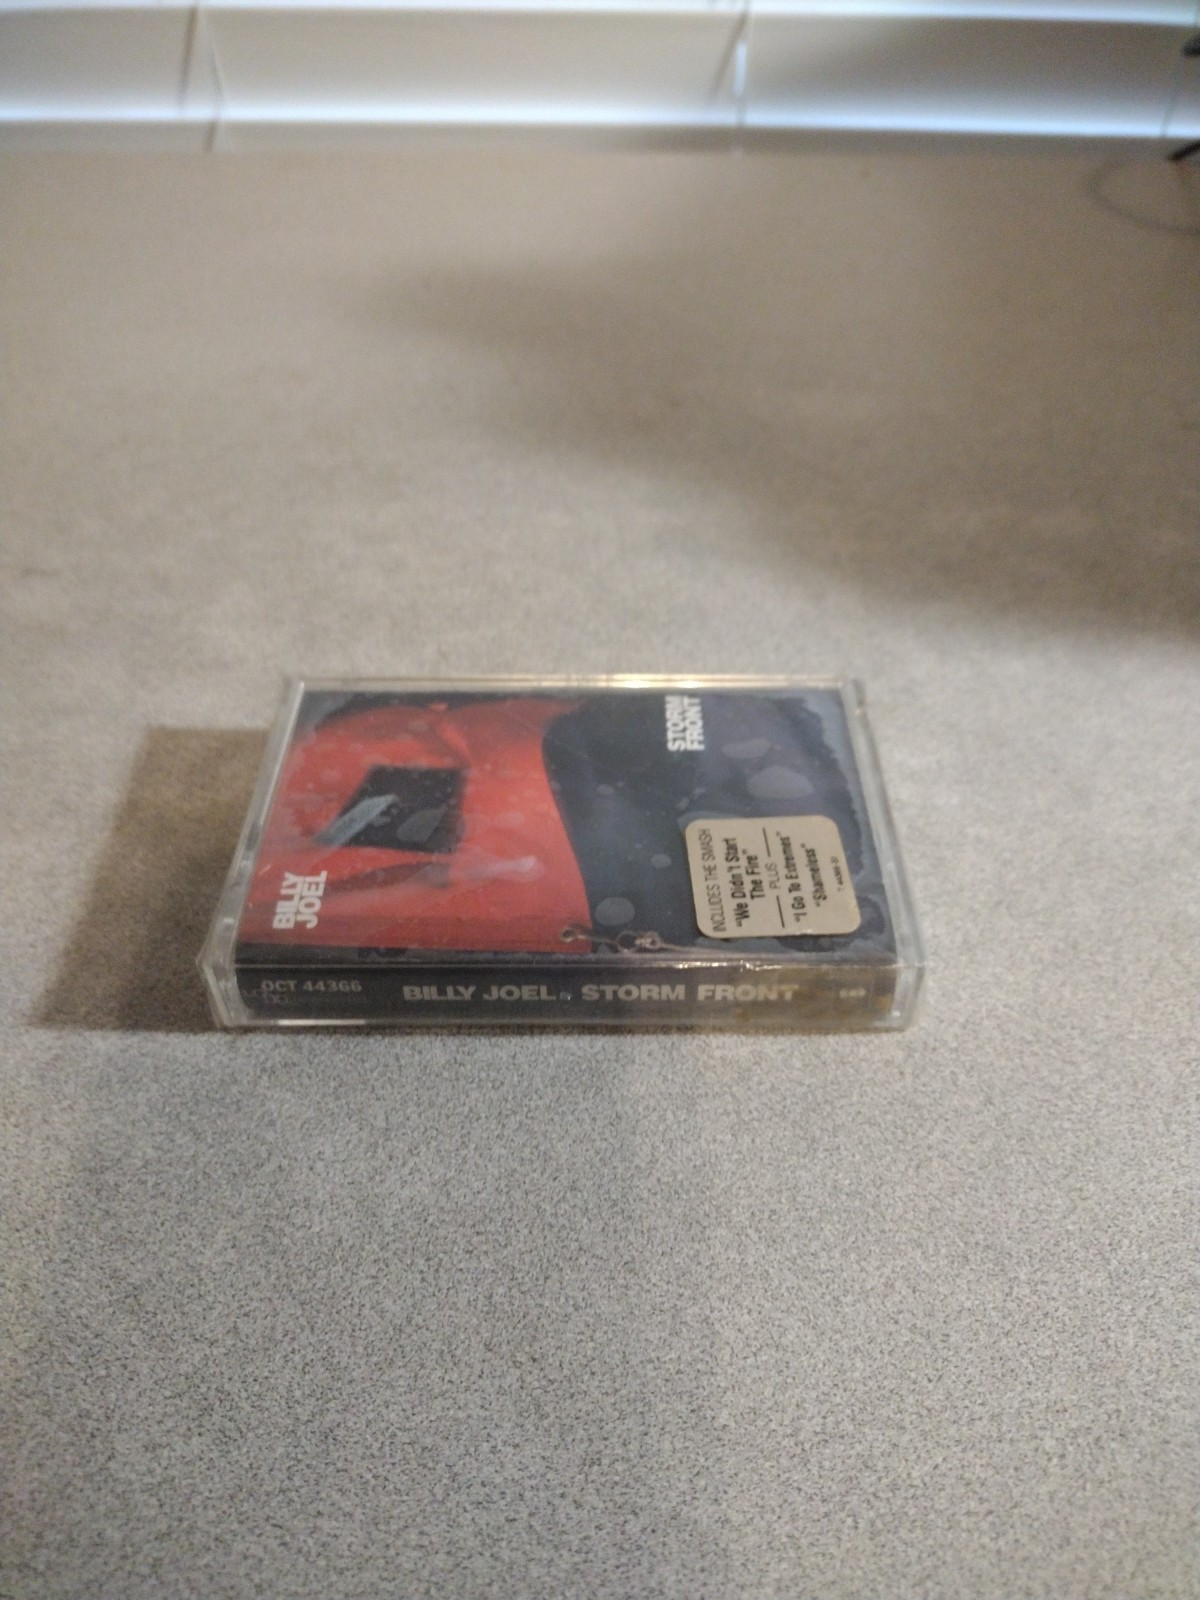 BILLY
JOEL
STORM
FRONT
INCLUDES THE SMASH
"We Didn't Start
The Fire"
PLUS
"I Go To Extremes"
"Shameless"
OCT 44366
BILLY JOEL STORM FRONT